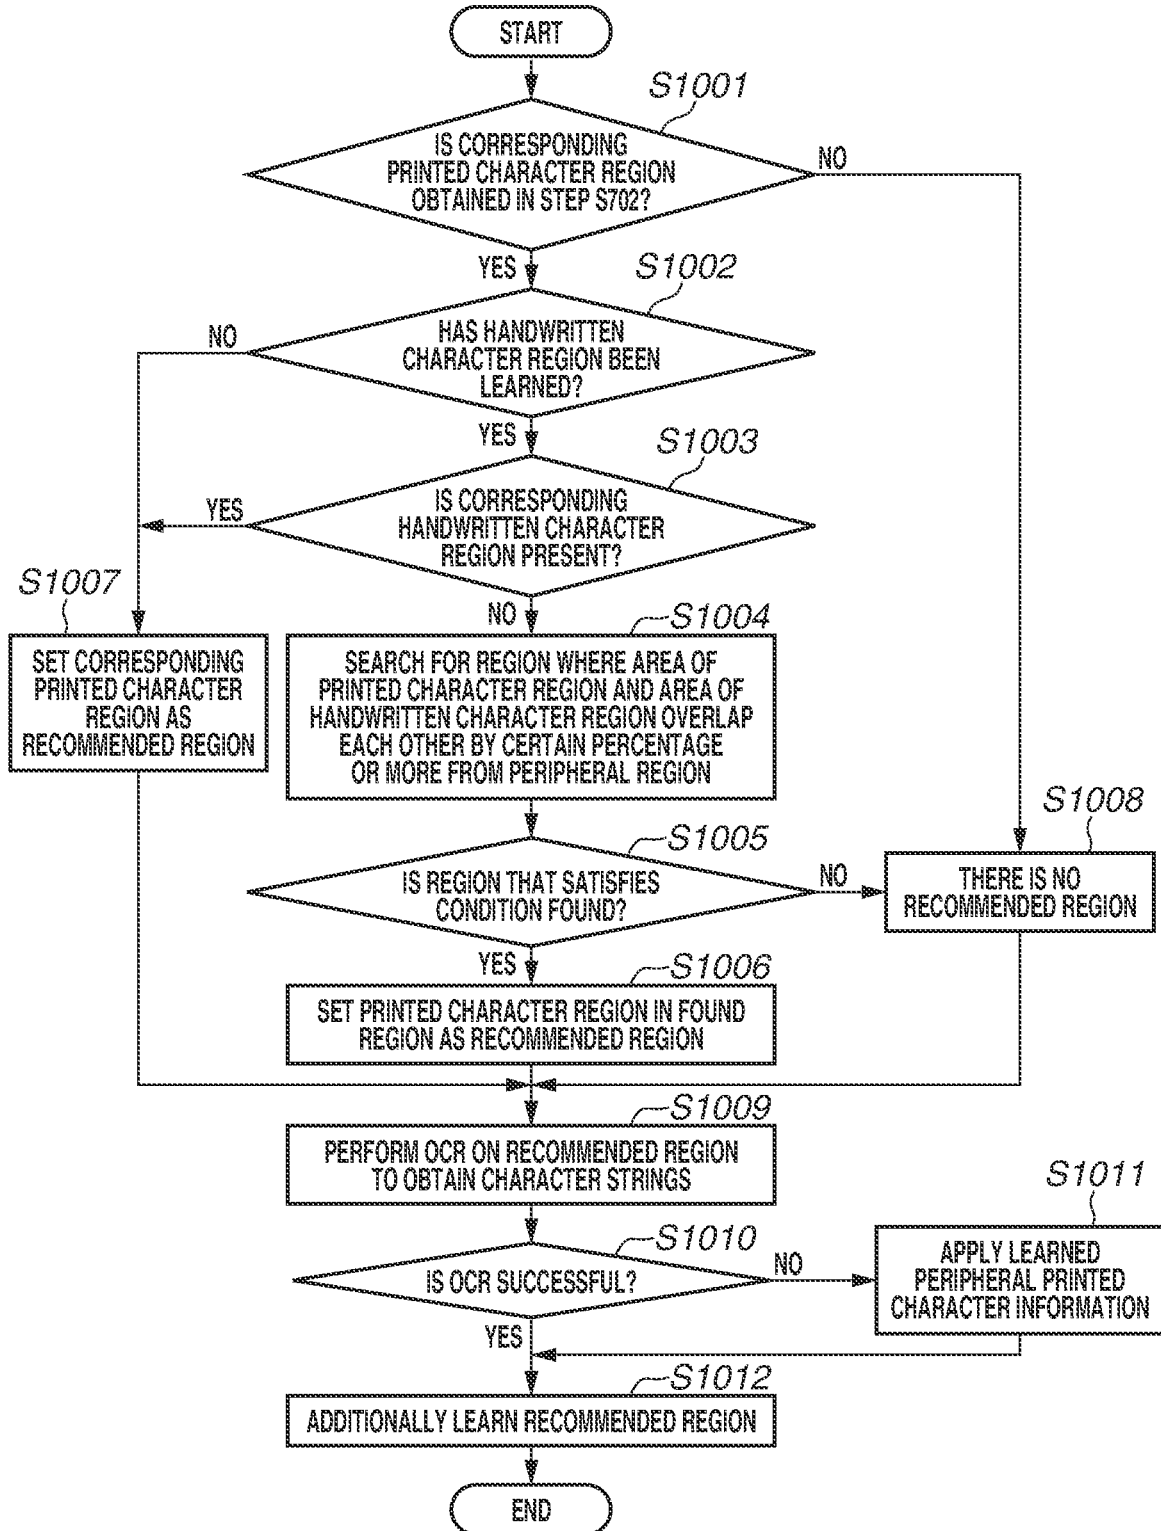 START
S1001
IS CORRESPONDING
PRINTED CHARACTER REGION
OBTAINED IN STEP S702?
NO
YES
S1002
HAS HANDWRITTEN
CHARACTER REGION BEEN
LEARNED?
NO
YES
S1003
IS CORRESPONDING
HANDWRITTEN CHARACTER
REGION PRESENT?
YES
NO
S1007
SET CORRESPONDING
PRINTED CHARACTER
REGION AS
RECOMMENDED REGION
S1004
SEARCH FOR REGION WHERE AREA OF
PRINTED CHARACTER REGION AND AREA OF
HANDWRITTEN CHARACTER REGION OVERLAP
EACH OTHER BY CERTAIN PERCENTAGE
OR MORE FROM PERIPHERAL REGION
S1005
IS REGION THAT SATISFIES
CONDITION FOUND?
NO
S1008
THERE IS NO
RECOMMENDED REGION
YES
S1006
SET PRINTED CHARACTER REGION IN FOUND
REGION AS RECOMMENDED REGION
S1009
PERFORM OCR ON RECOMMENDED REGION
TO OBTAIN CHARACTER STRINGS
S1010
IS OCR SUCCESSFUL?
NO
S1011
APPLY LEARNED
PERIPHERAL PRINTED
CHARACTER INFORMATION
YES
S1012
ADDITIONALLY LEARN RECOMMENDED REGION
END